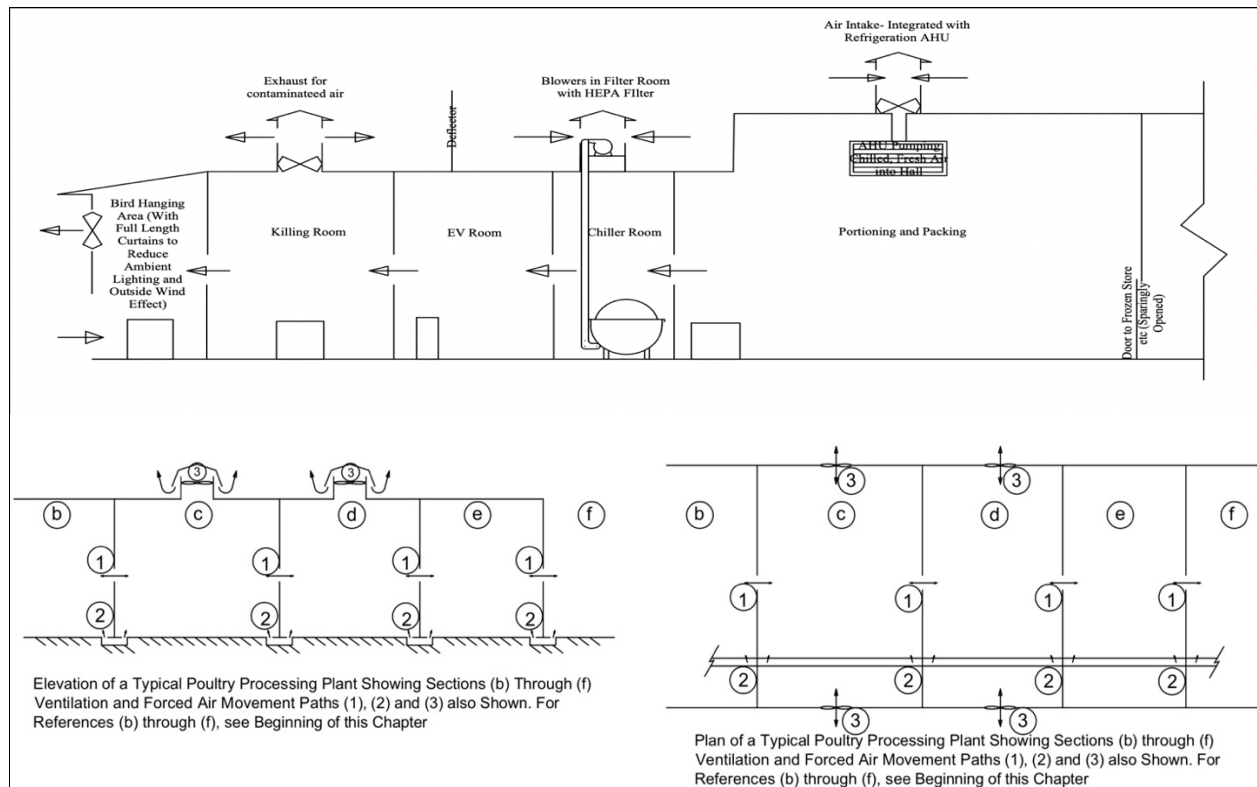 Air Intake- Integrated with
Refrigeration AHU
Exhaust for
contaminateed air
Deflector
Blowers in Filter Room
with HEPA FIlter
AHU Pumping
Chilled, Fresh Air
into Hall
Bird Hanging
Area (With
Full Length
Curtains to
Reduce
Ambient
Lighting and
Outside Wind
Effect)
Killing Room
EV Room
Chiller Room
Portioning and Packing
Door to Frozen Store
etc (Sparingly
Opened)
3
3
b
c
d
e
f
1
1
1
1
2
2
2
2
Elevation of a Typical Poultry Processing Plant Showing Sections (b) Through (f)
Ventilation and Forced Air Movement Paths (1), (2) and (3) also Shown. For
References (b) through (f), see Beginning of this Chapter
3
3
b
c
d
e
f
1
1
1
1
2
2
2
2
3
3
Plan of a Typical Poultry Processing Plant Showing Sections (b) through (f)
Ventilation and Forced Air Movement Paths (1), (2) and (3) also Shown. For
References (b) through (f), see Beginning of this Chapter